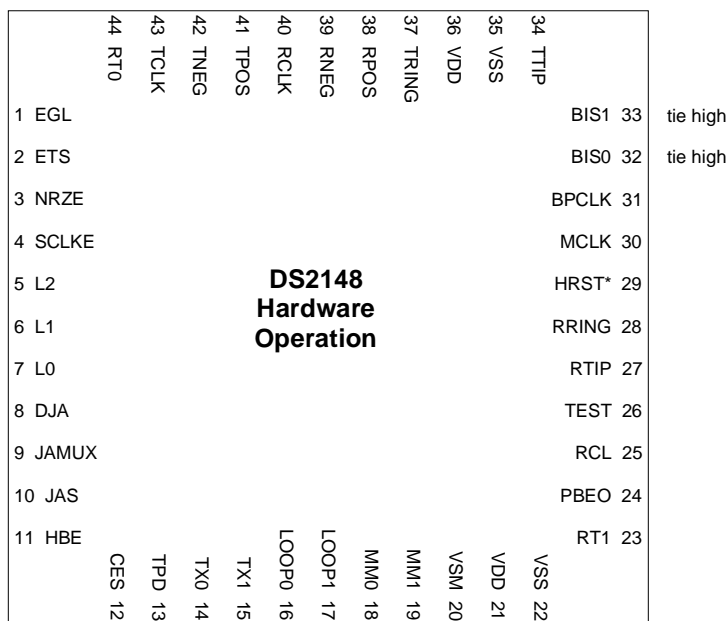 44 RT0
43 TCLK
42 TNEG
41 TPOS
40 RCLK
39 RNEG
38 RPOS
37 TRING
36 VDD
35 VSS
34 TTIP
1 EGL
BIS1 33 tie high
2 ETS
BIS0 32 tie high
3 NRZE
BPCLK 31
4 SCLKE
MCLK 30
5 L2
DS2148
HRST* 29
Hardware
6 L1
RRING 28
Operation
7 L0
RTIP 27
8 DJA
TEST 26
9 JAMUX
RCL 25
10 JAS
PBEO 24
11 HBE
RT1 23
CES 12
TPD 13
TX0 14
TX1 15
LOOP0 16
LOOP1 17
MM0 18
MM1 19
VSM 20
VDD 21
VSS 22